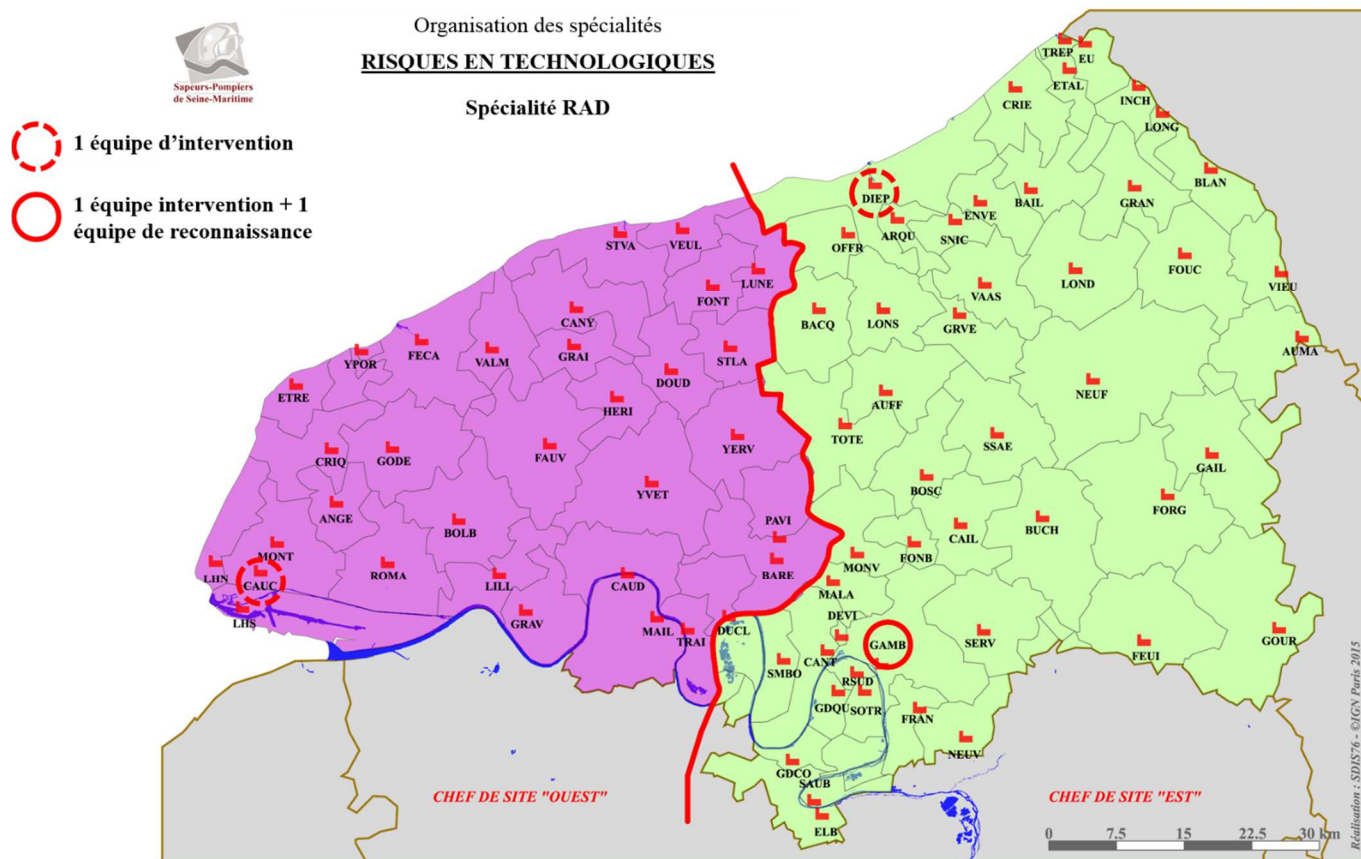 Organisation des spécialités
RISQUES EN TECHNOLOGIQUES
Spécialité RAD
Sapeurs-Pompiers
de Seine-Maritime
1 équipe d'intervention
1 équipe intervention + 1
équipe de reconnaissance
TREP
EU
ETAL
CRIE
INCH
LONG
BLAN
DIEP
ENVE
BAIL
GRAN
STVA
VEUL
OFFR
ARQU
SNIC
FOUC
LUNE
FONT
VAAS
LOND
VIEU
CANY
BACQ
LONS
GRVE
YPOR
FECA
VALM
GRAI
STLA
AUMA
ETRE
DOUD
NEUF
HERI
AUFF
TOTE
CRIQ
GODE
FAUV
YERV
SSAE
GAIL
YVET
BOSC
FORG
ANGE
BOLB
PAVI
CAIL
BUCH
MONT
FONB
LHN
CAUC
ROMA
LILL
CAUD
BARE
MONV
MALA
LHS
GRAV
MAIL
TRAI
DUCL
DEVI
GAMB
SERV
FEUI
GOUR
SMBO
CANT
RSUD
GDQU
SOTR
FRAN
NEUV
GDCO
SAUB
ELB
CHEF DE SITE "OUEST"
CHEF DE SITE "EST"
0 7,5 15 22,5 30 km
Réalisation : SDIS76 - ©IGN Paris 2015